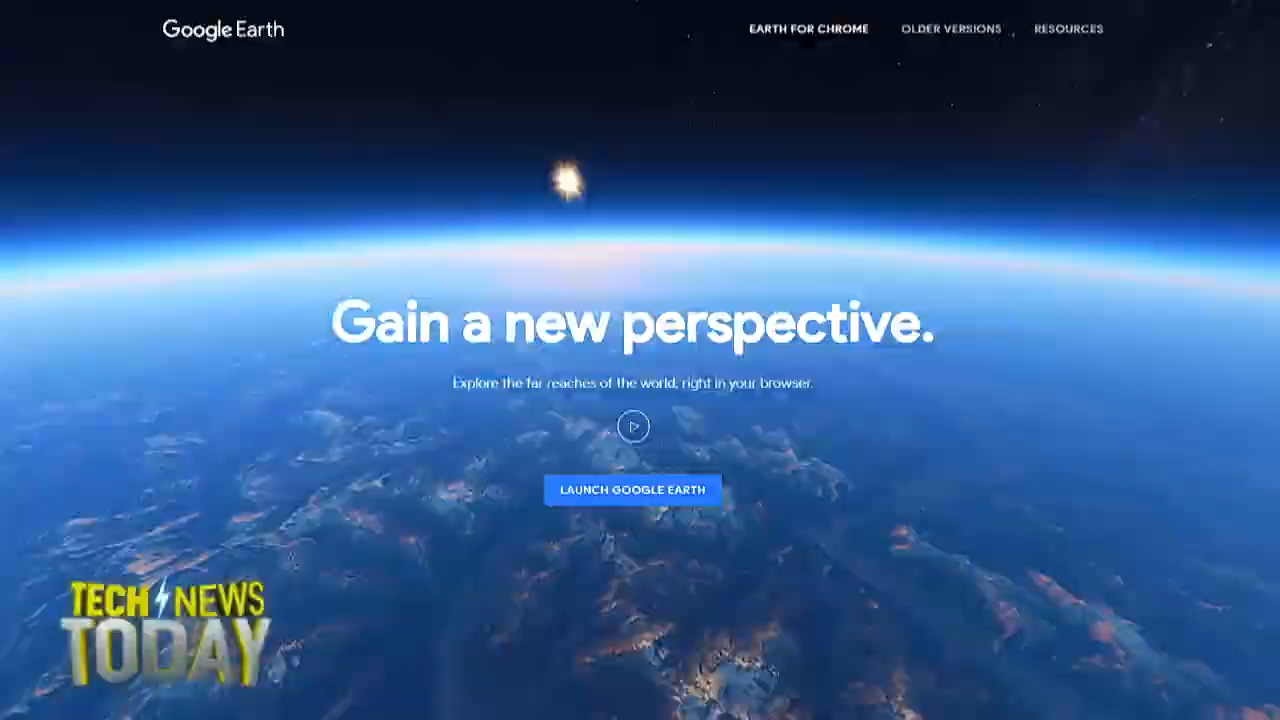 Google Earth
EARTH FOR CHROME
OLDER VERSIONS
RESOURCES
Gain a new perspective.
Explore the far reaches of the world, right in your browser.
LAUNCH GOOGLE EARTH
TECH NEWS
TODAY